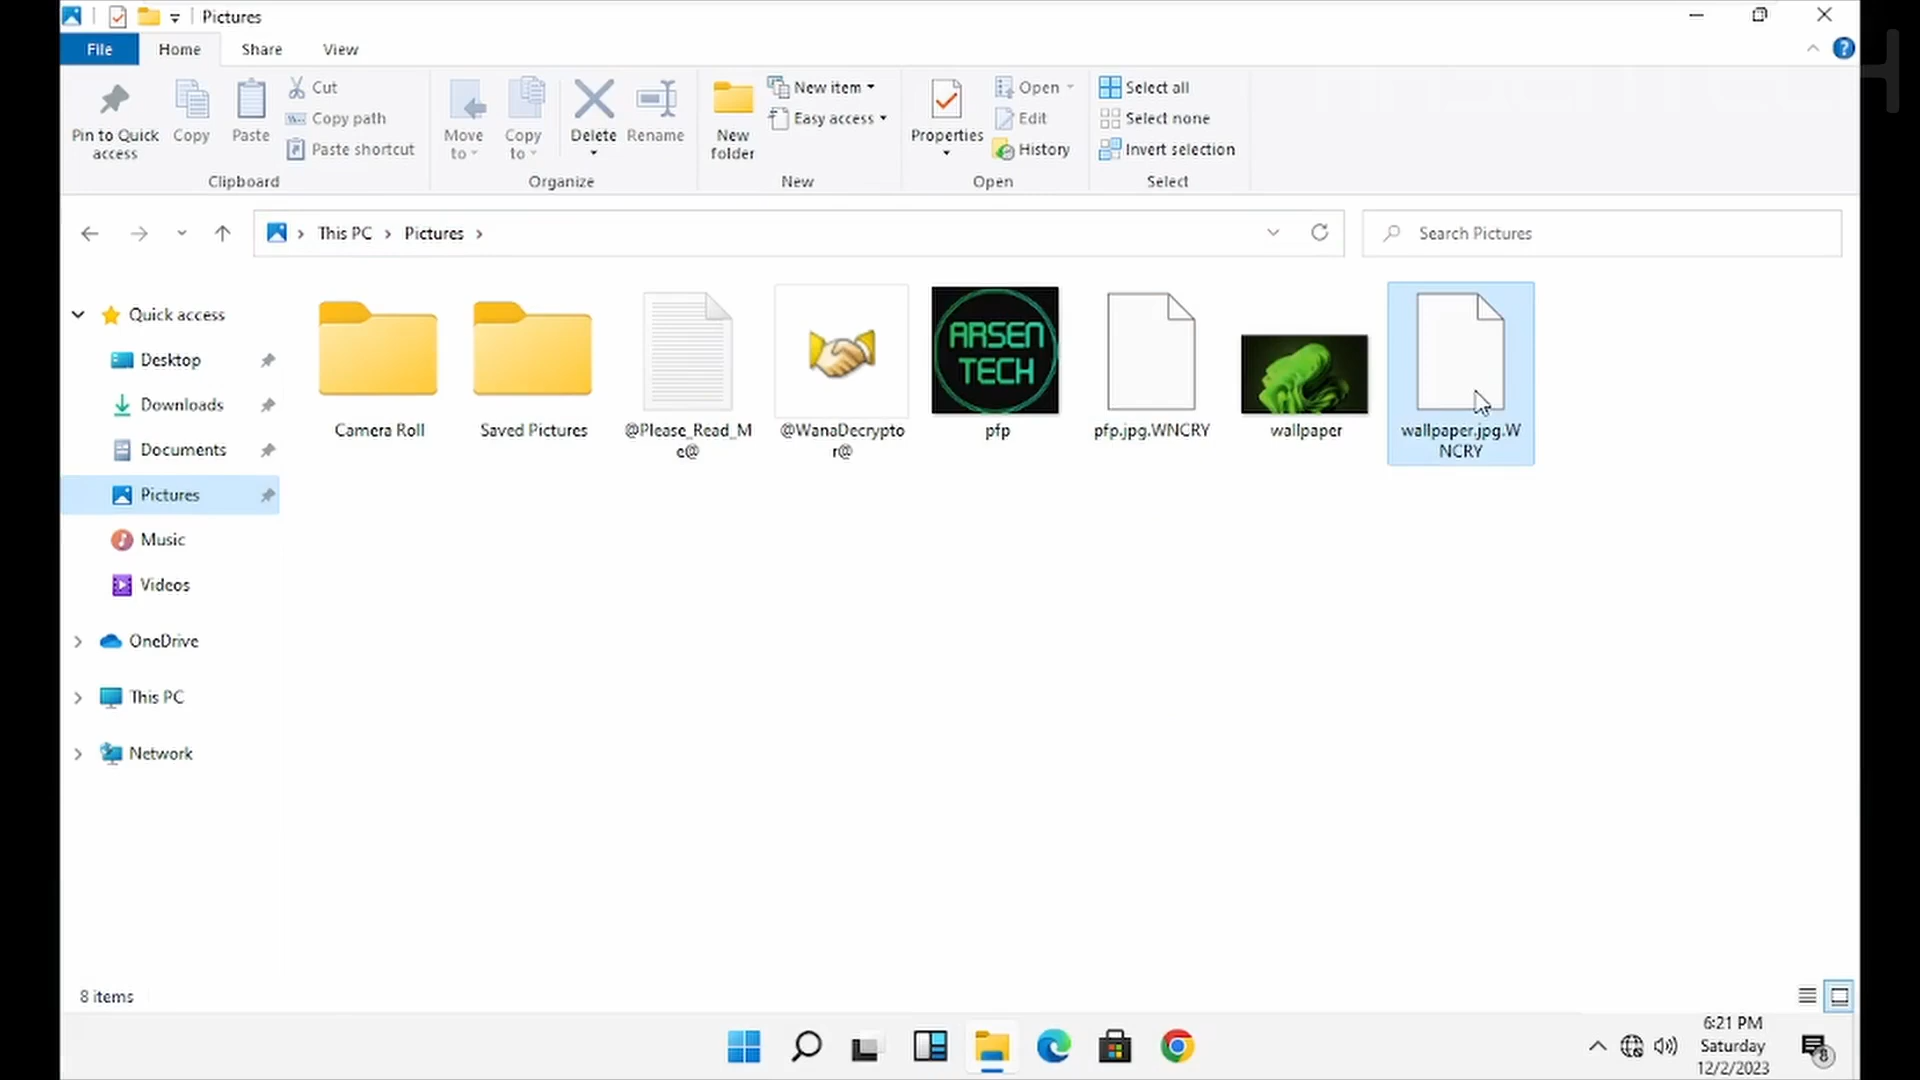 Pictures
File Home Share View
Pin to Quick access
Copy
Paste
Cut
Copy path
Paste shortcut
Clipboard
Move to
Copy to
Delete
Rename
Organize
New folder
New item
Easy access
New
Properties
Open
Edit
History
Open
Select all
Select none
Invert selection
Select
This PC > Pictures >
Search Pictures
Quick access
Desktop
Downloads
Documents
Pictures
Music
Videos
OneDrive
This PC
Network
Camera Roll
Saved Pictures
@Please_Read_M
e@
@WanaDecrypto
r@
ARSEN
TECH
pfp
pfp.jpg.WNCRY
wallpaper
wallpaper.jpg.W
NCRY
8 items
6:21 PM
Saturday
12/2/2023
8